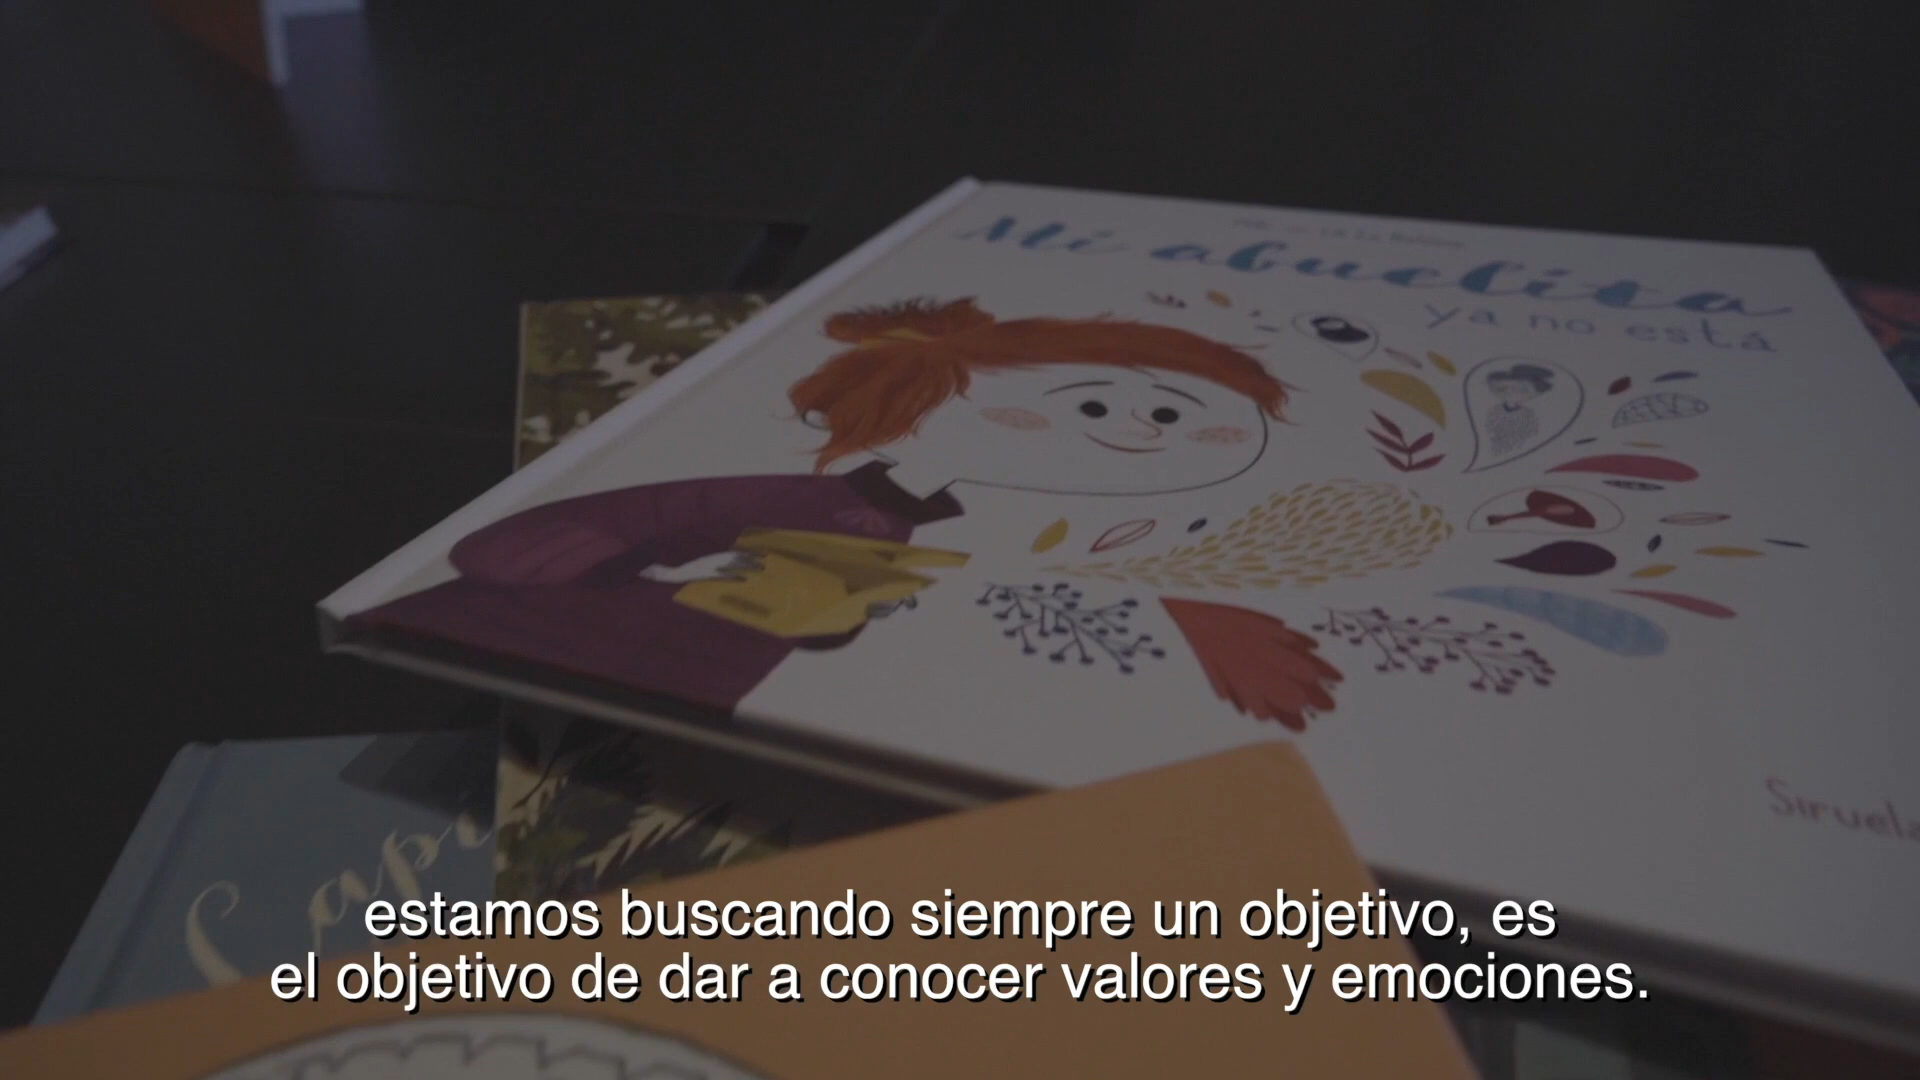 Mi abuelita
ya no está
Siruela
Capi
estamos buscando siempre un objetivo, es
el objetivo de dar a conocer valores y emociones.